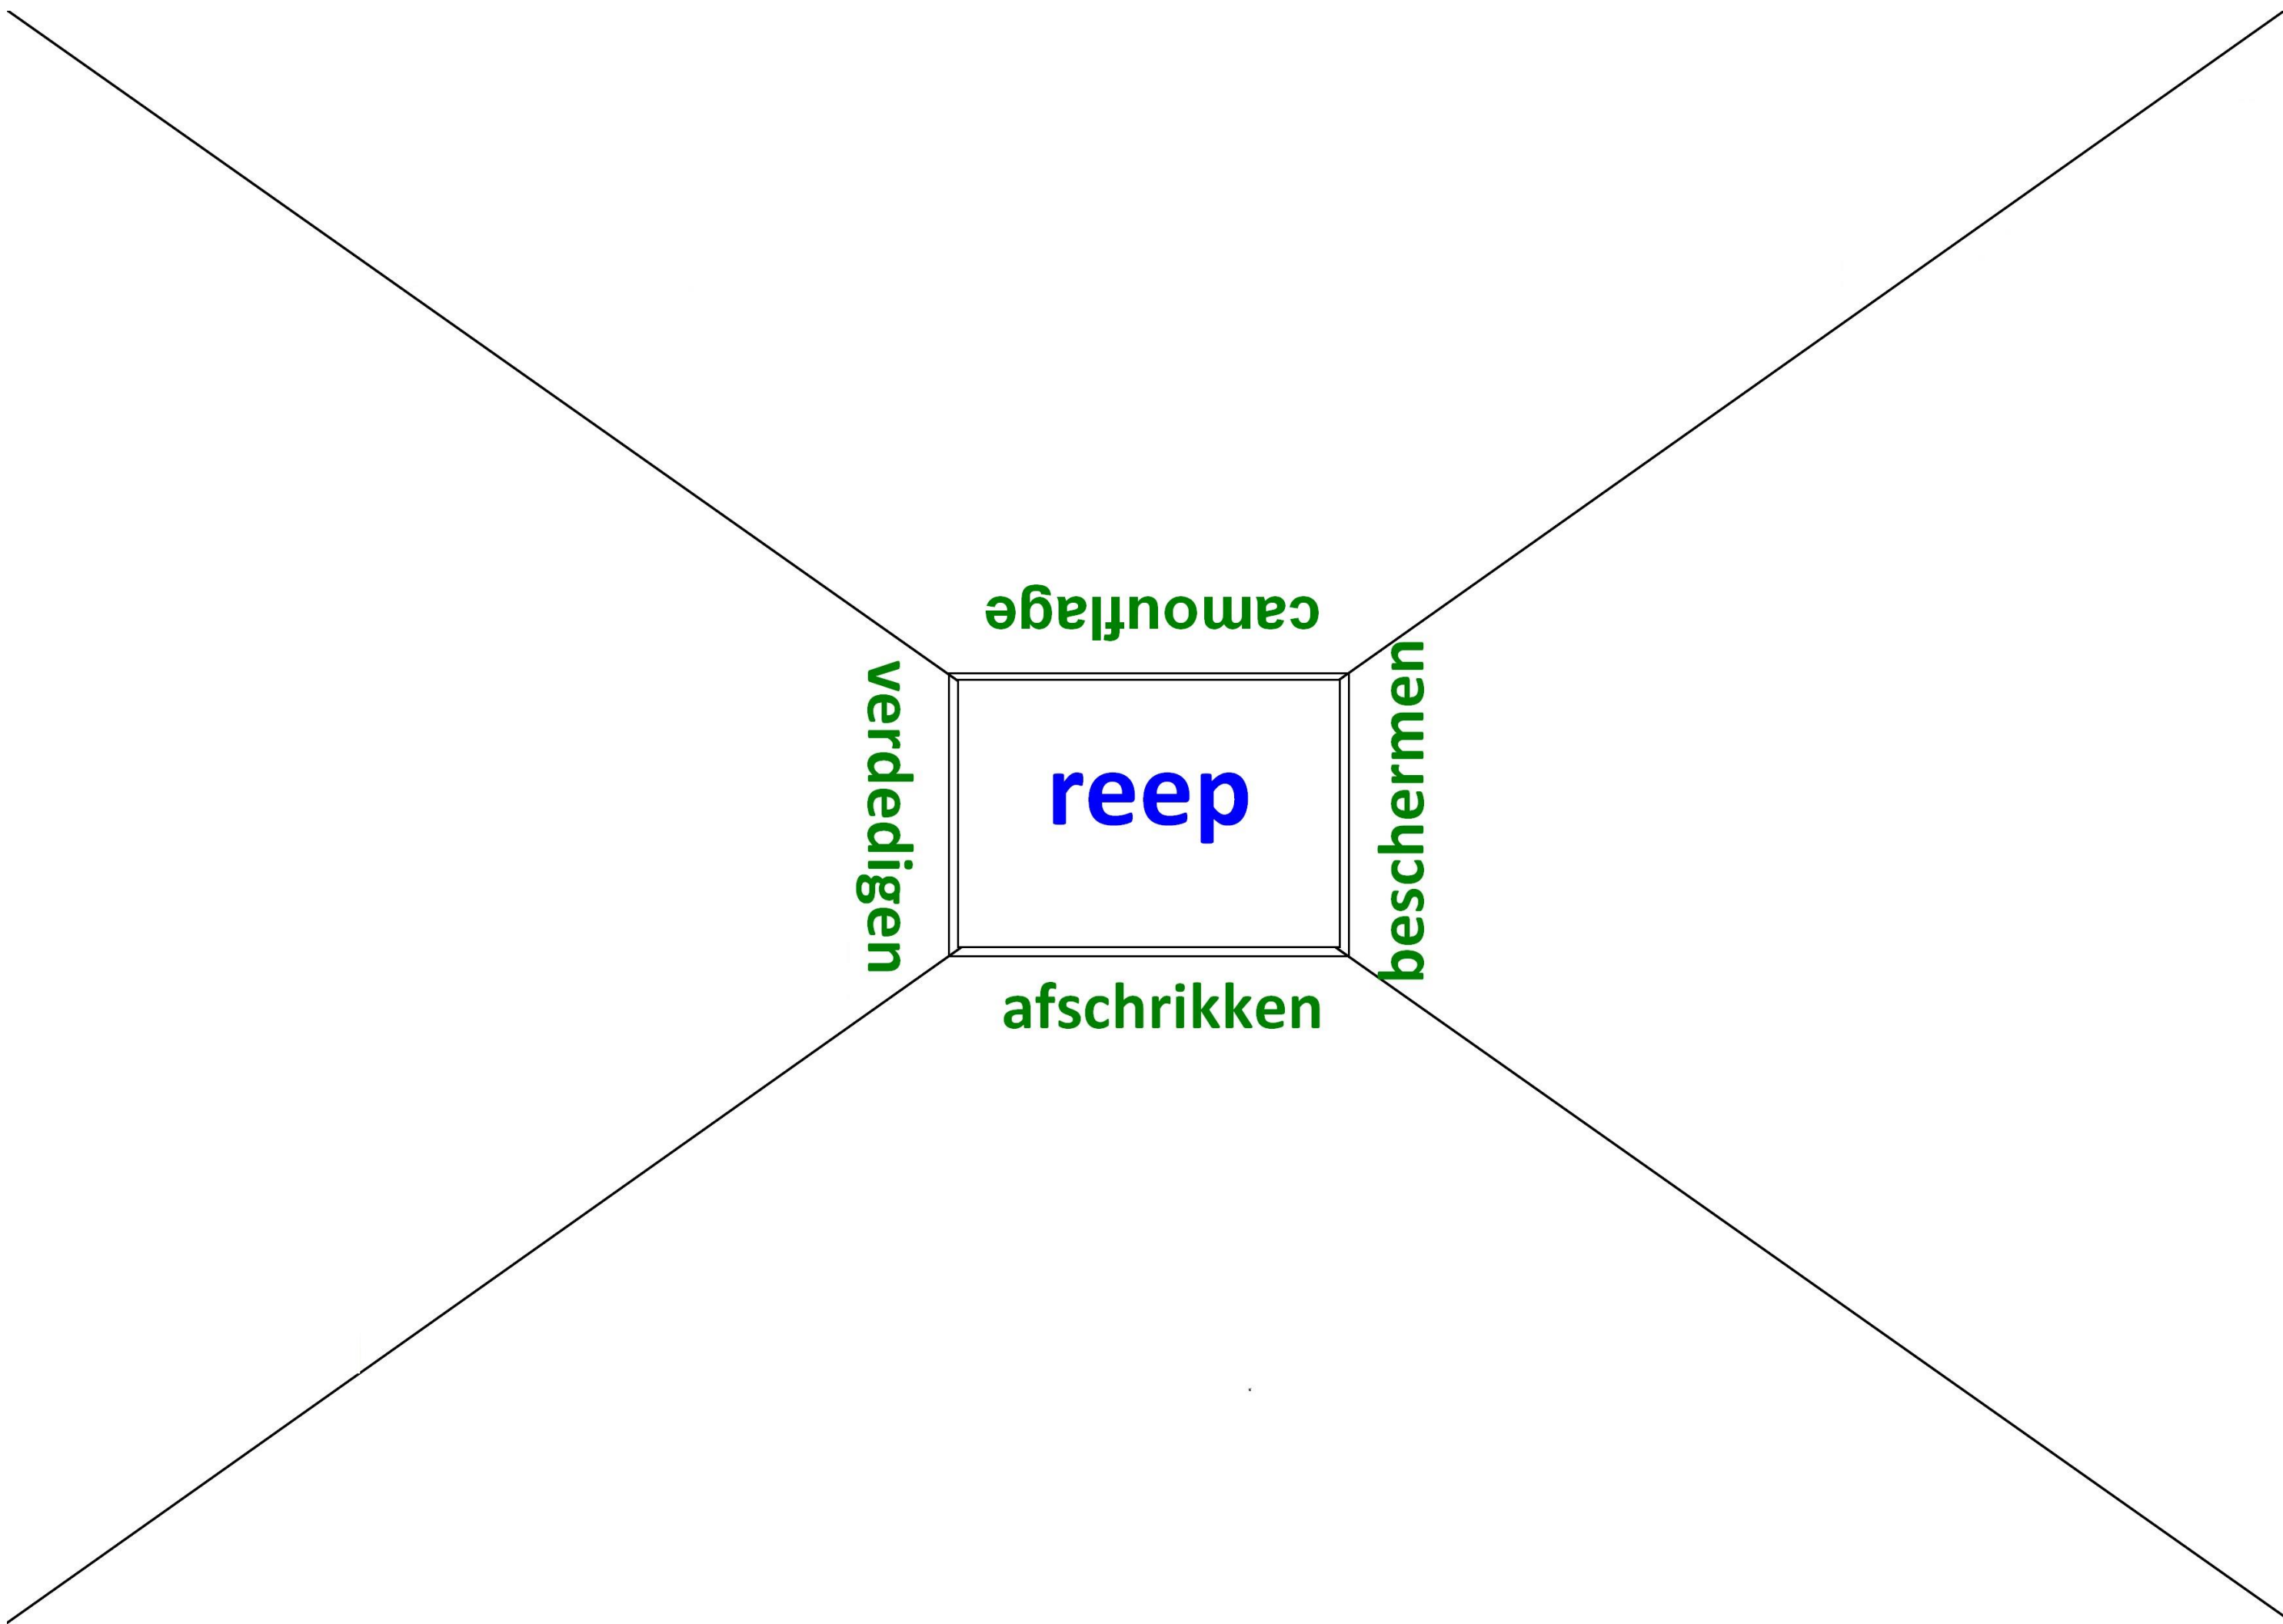 camouflage
verdedigen
beschermen
reep
afschrikken